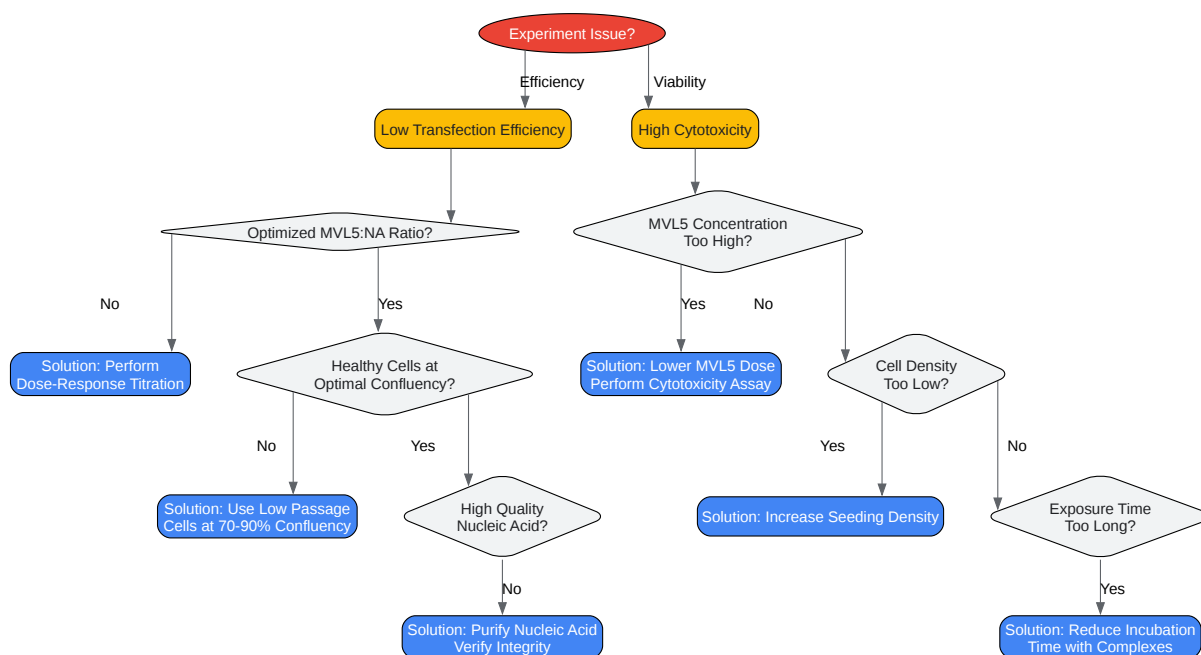 Experiment Issue?
Efficiency
Viability
Low Transfection Efficiency
High Cytotoxicity
Optimized MVL5:NA Ratio?
MVL5 Concentration
Too High?
No
Yes
Yes
No
Solution: Perform
Dose-Response Titration
Healthy Cells at
Optimal Confluency?
Solution: Lower MVL5 Dose
Perform Cytotoxicity Assay
Cell Density
Too Low?
No
Yes
Yes
No
Solution: Use Low Passage
Cells at 70-90% Confluency
High Quality
Nucleic Acid?
Solution: Increase Seeding Density
Exposure Time
Too Long?
No
Yes
Solution: Purify Nucleic Acid
Verify Integrity
Solution: Reduce Incubation
Time with Complexes